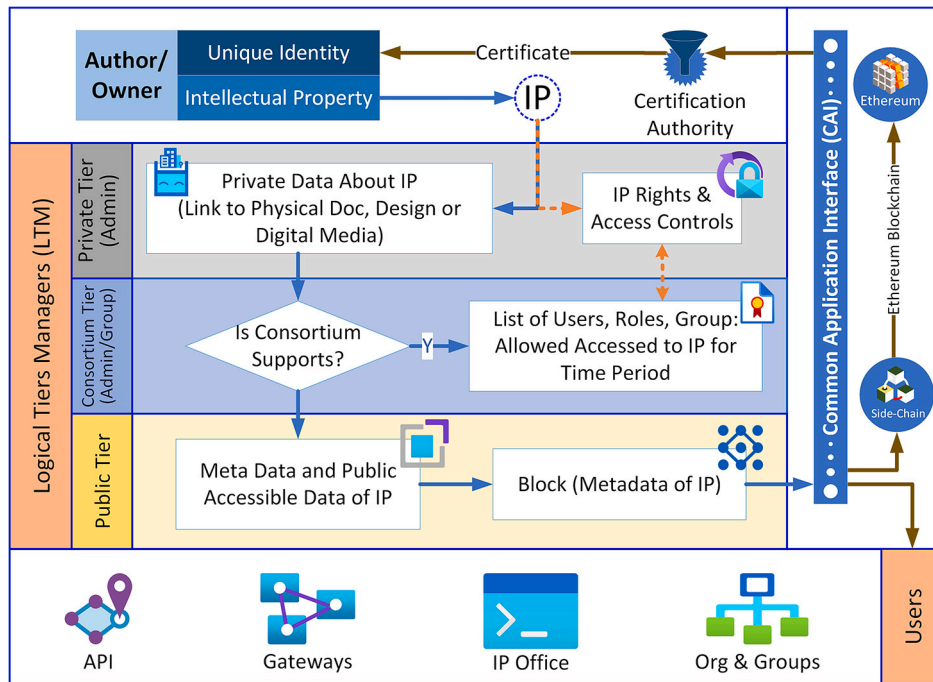 Author/
Owner
Unique Identity
Intellectual Property
Certificate
IP
Certification
Authority
Common Application Interface (CAI)
Ethereum
Ethereum Blockchain
Side-Chain
Logical Tiers Managers (LTM)
Private Tier
(Admin)
Private Data About IP
(Link to Physical Doc, Design or
Digital Media)
IP Rights &
Access Controls
Consortium Tier
(Admin/Group)
Is Consortium
Supports?
Y
List of Users, Roles, Group:
Allowed Accessed to IP for
Time Period
Public Tier
Meta Data and Public
Accessible Data of IP
Block (Metadata of IP)
API
Gateways
IP Office
Org & Groups
Users